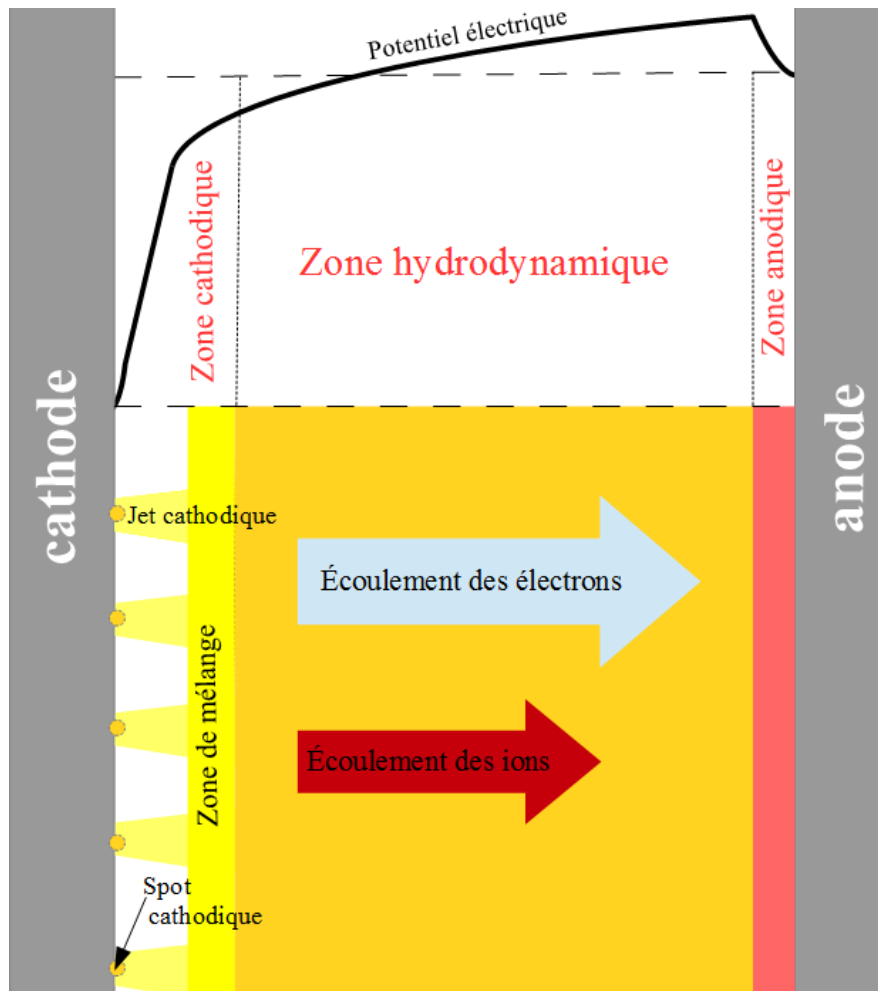 Potentiel électrique
Zone cathodique
Zone hydrodynamique
Zone anodique
cathode
anode
Jet cathodique
Écoulement des électrons
Zone de mélange
Écoulement des ions
Spot
cathodique